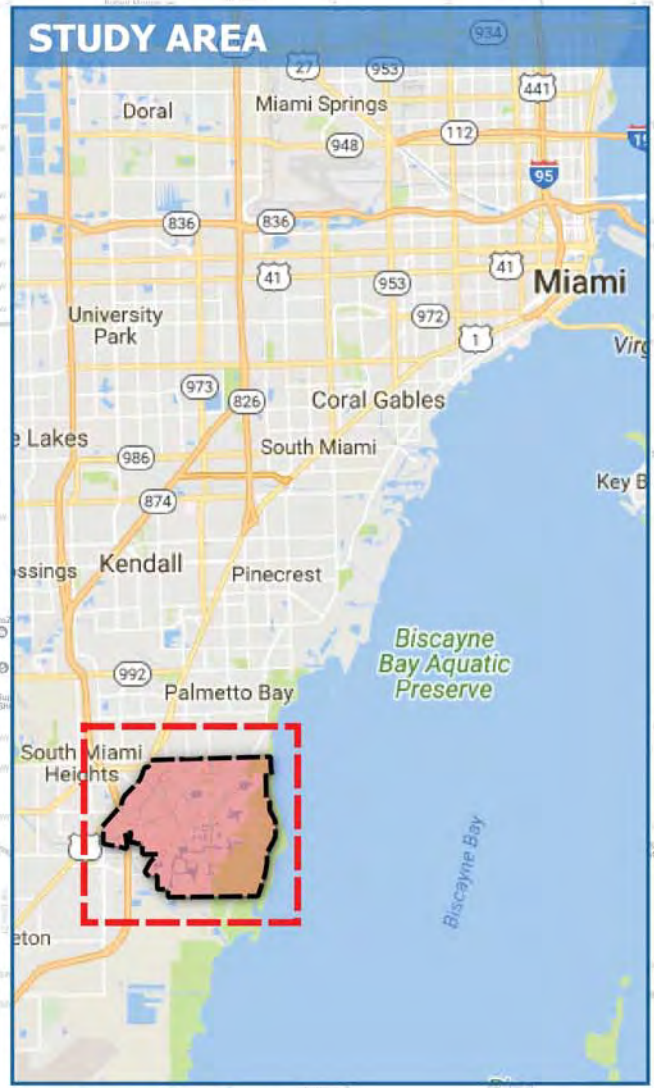 STUDY AREA
934
27
953
441
Doral
Miami Springs
948
112
95
836
836
41
953
41
Miami
University
Park
972
1
973
826
Coral Gables
e Lakes
986
South Miami
874
Key B
ossings
Kendall
Pinecrest
Biscayne
Bay Aquatic
Preserve
992
Palmetto Bay
South Miami
Heights
Biscayne Bay
eton